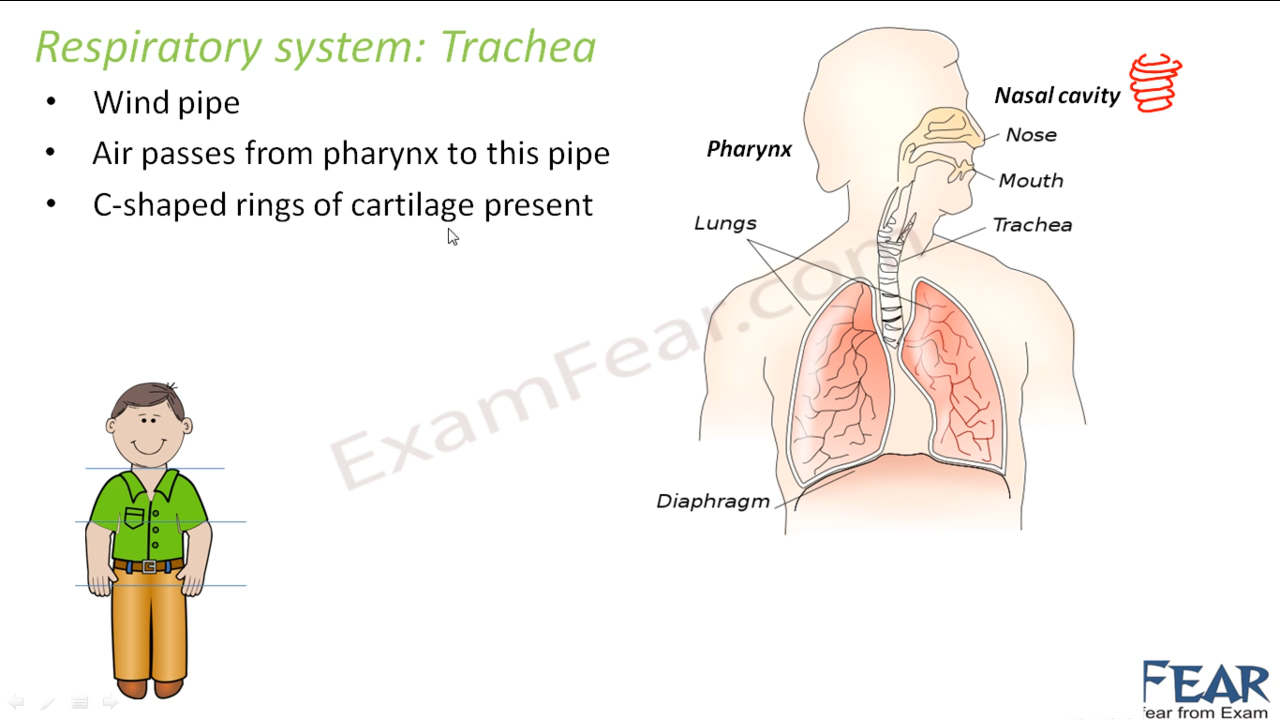 Respiratory system: Trachea
• Wind pipe
• Air passes from pharynx to this pipe
• C-shaped rings of cartilage present
Nasal cavity
Nose
Pharynx
Mouth
Lungs
Trachea
Diaphragm
ExamFear.com
FEAR
fear from Exam